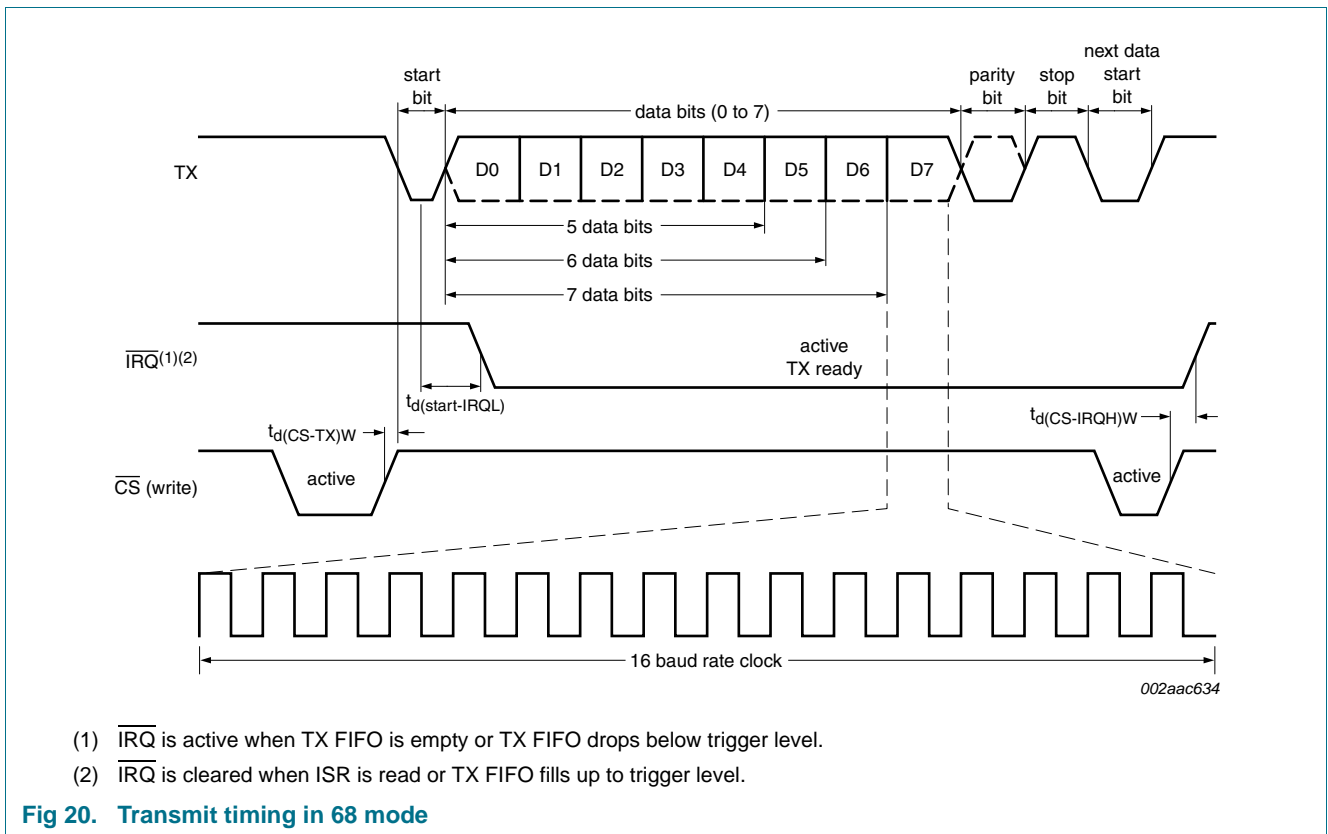 start
bit
data bits (0 to 7)
parity
bit
stop
bit
next data
start
bit
TX
D0 D1 D2 D3 D4 D5 D6 D7
5 data bits
6 data bits
7 data bits
IRQ(1)(2)
active
TX ready
td(start-IRQL)
td(CS-TX)W
td(CS-IRQH)W
CS (write)
active
active
16 baud rate clock
002aac634
(1) IRQ is active when TX FIFO is empty or TX FIFO drops below trigger level.
(2) IRQ is cleared when ISR is read or TX FIFO fills up to trigger level.
Fig 20. Transmit timing in 68 mode